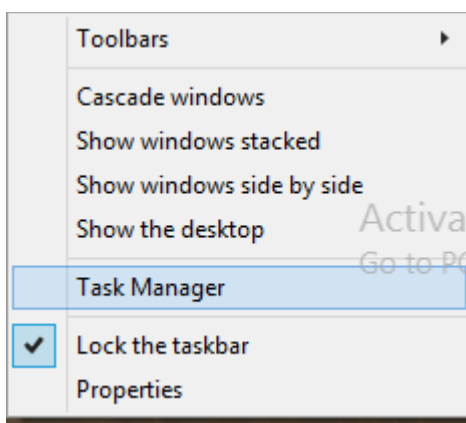 Toolbars
Cascade windows
Show windows stacked
Show windows side by side
Show the desktop
Activa
Go to PC
Task Manager
Lock the taskbar
Properties